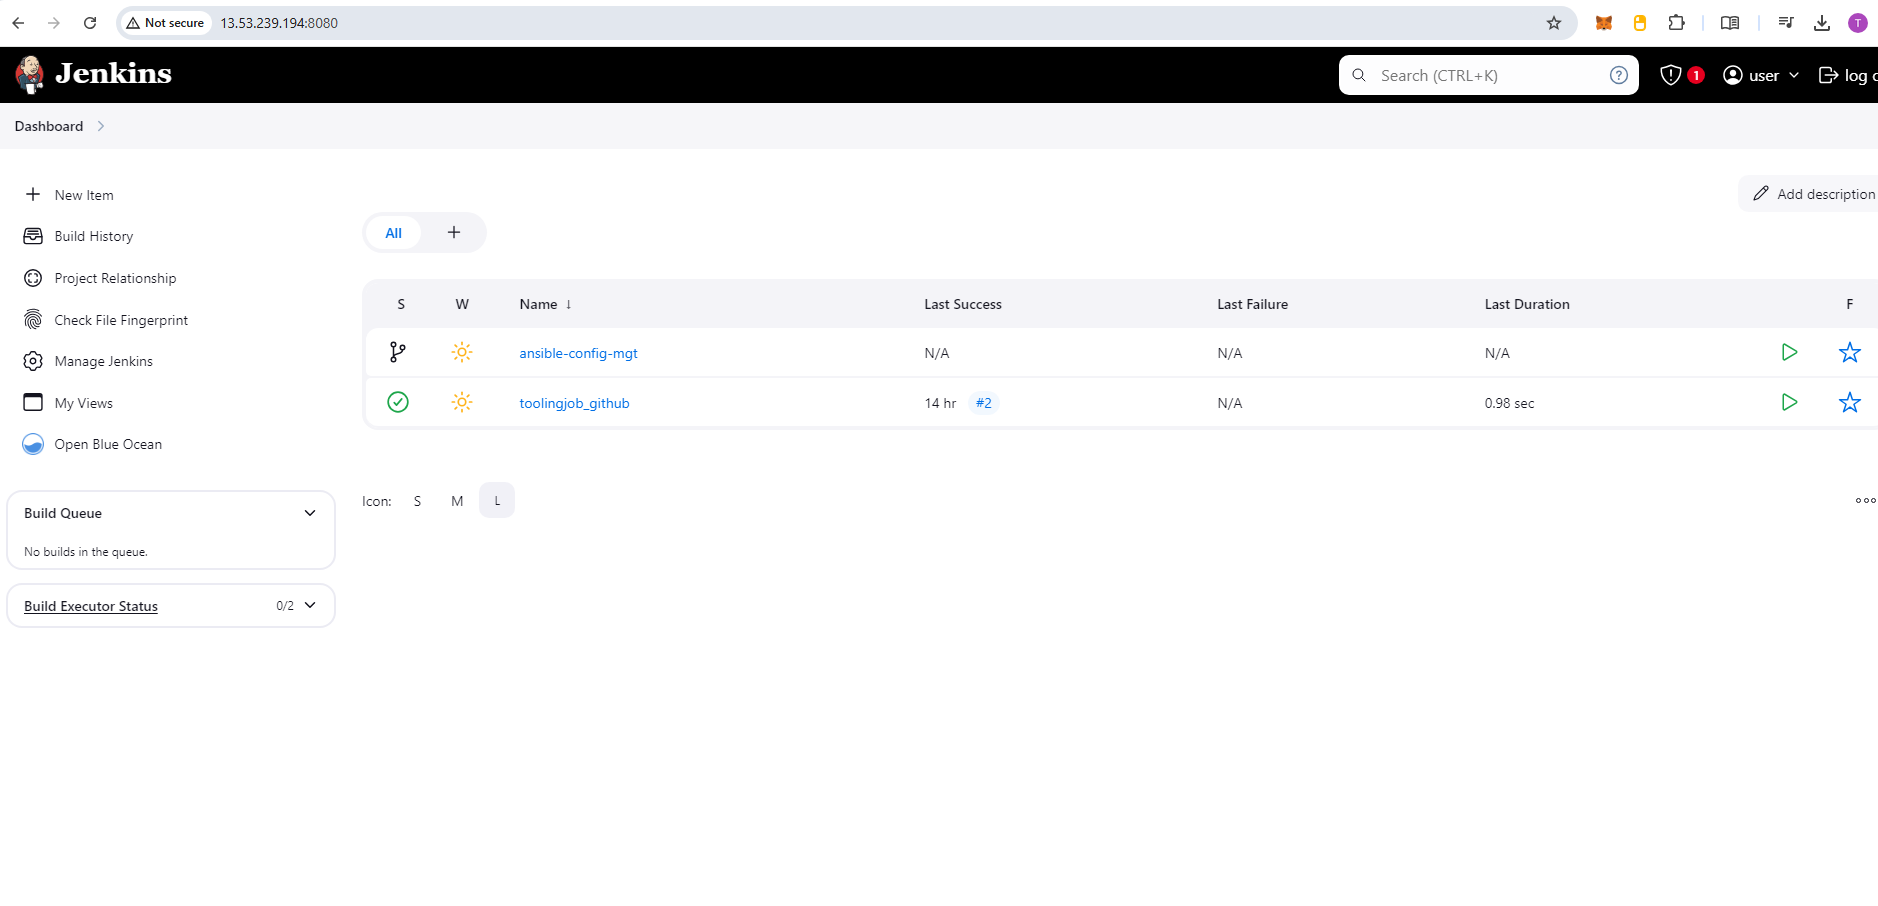 Not secure 13.53.239.194:8080 T
Jenkins Search (CTRL+K) ? 1 user log
Dashboard
New Item
Add description
Build History
All +
Project Relationship
S W Name ↓ Last Success Last Failure Last Duration F
Check File Fingerprint
ansible-config-mgt N/A N/A N/A
Manage Jenkins
My Views
toolingjob_github 14 hr #2 N/A 0.98 sec
Open Blue Ocean
Icon: S M L
Build Queue
No builds in the queue.
Build Executor Status 0/2